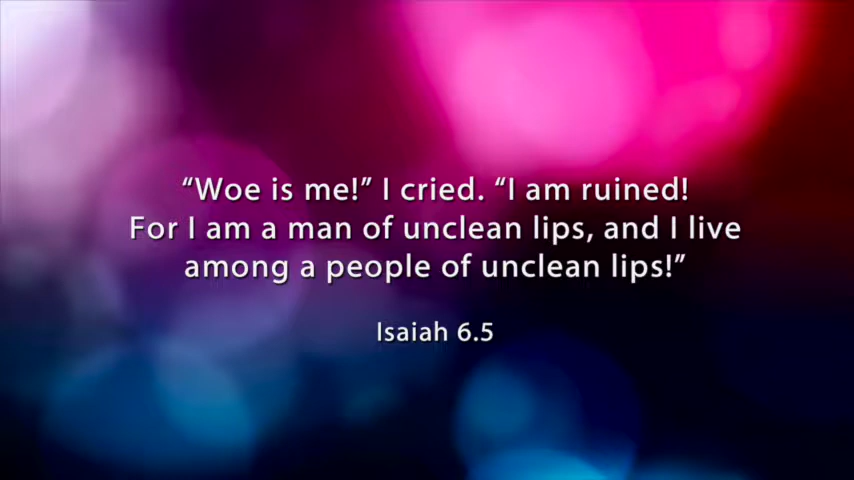 “Woe is me!” I cried. “I am ruined!
For I am a man of unclean lips, and I live
among a people of unclean lips!”
Isaiah 6.5